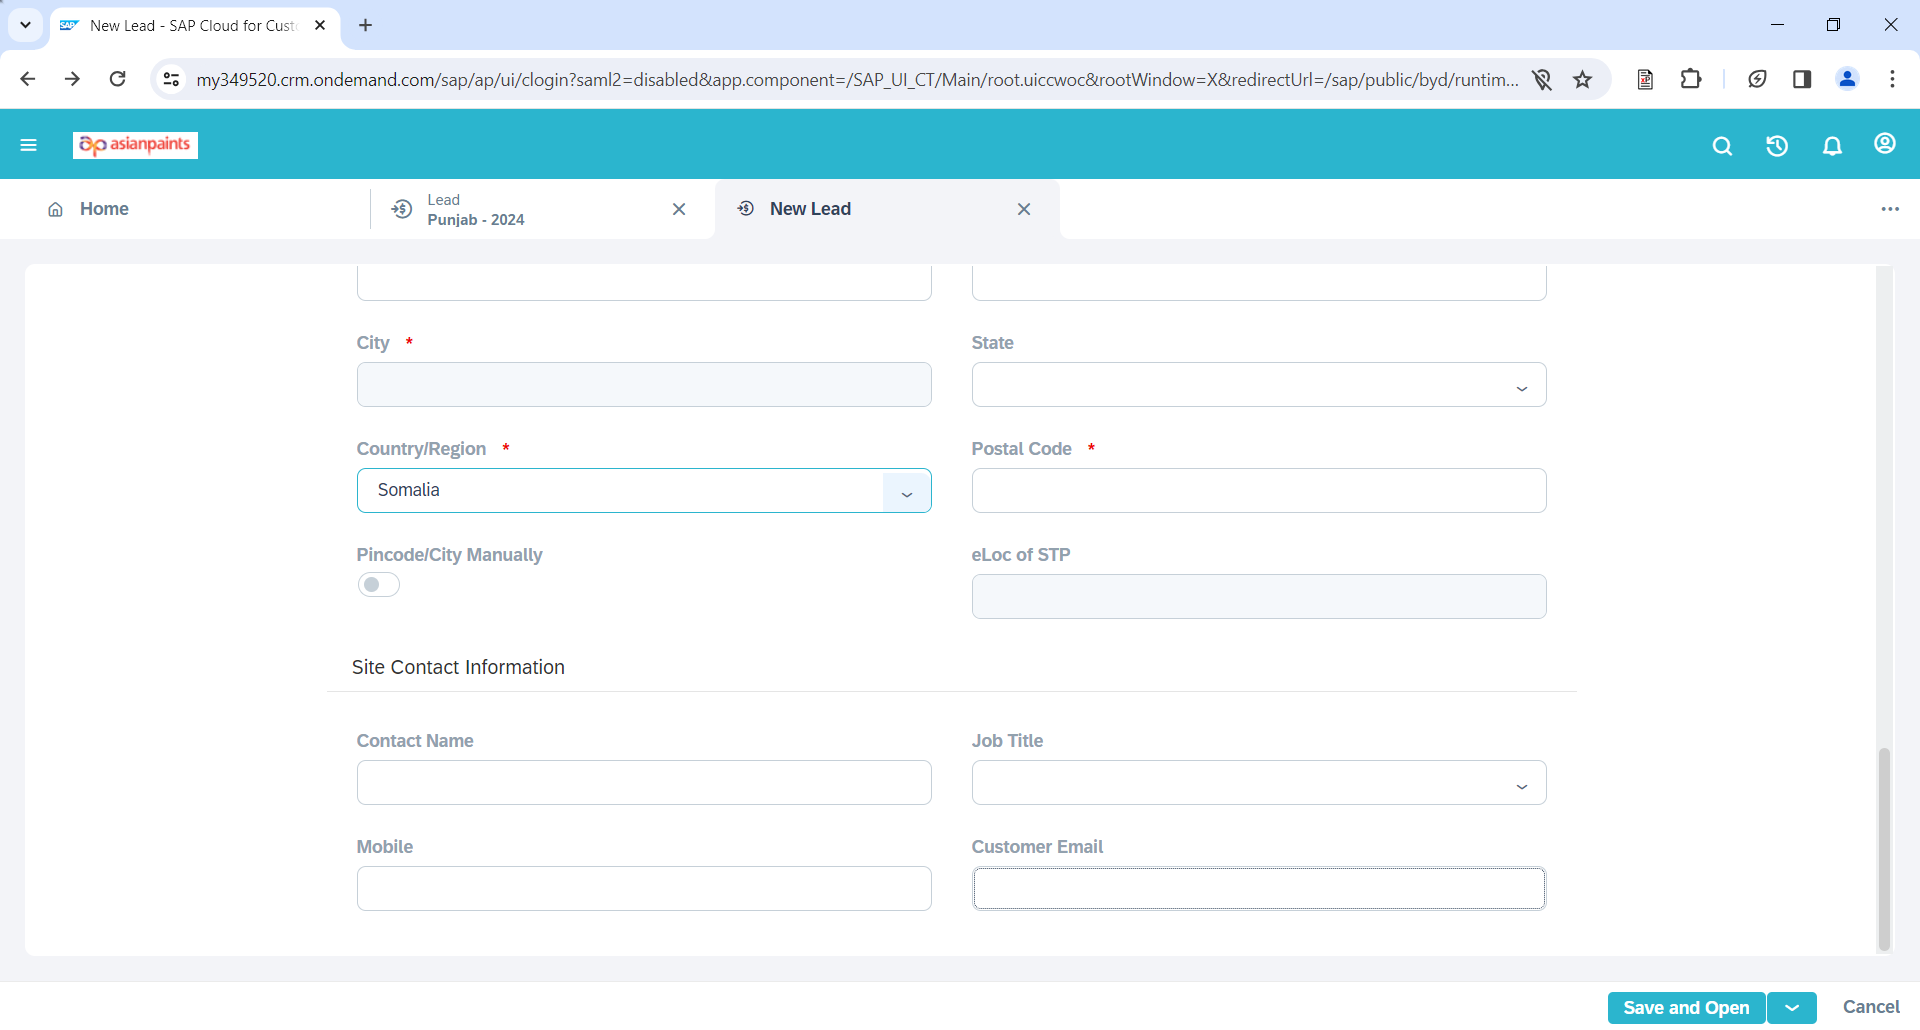 SAP New Lead - SAP Cloud for Cust
my349520.crm.ondemand.com/sap/ap/ui/clogin?saml2=disabled&app.component=/SAP_UI_CT/Main/root.uiccwoc&rootWindow=X&redirectUrl=/sap/public/byd/runtim...
ap asianpaints
Home
Lead
Punjab - 2024
New Lead
City *
State
Country/Region *
Postal Code *
Somalia
Pincode/City Manually
eLoc of STP
Site Contact Information
Contact Name
Job Title
Mobile
Customer Email
Save and Open
Cancel